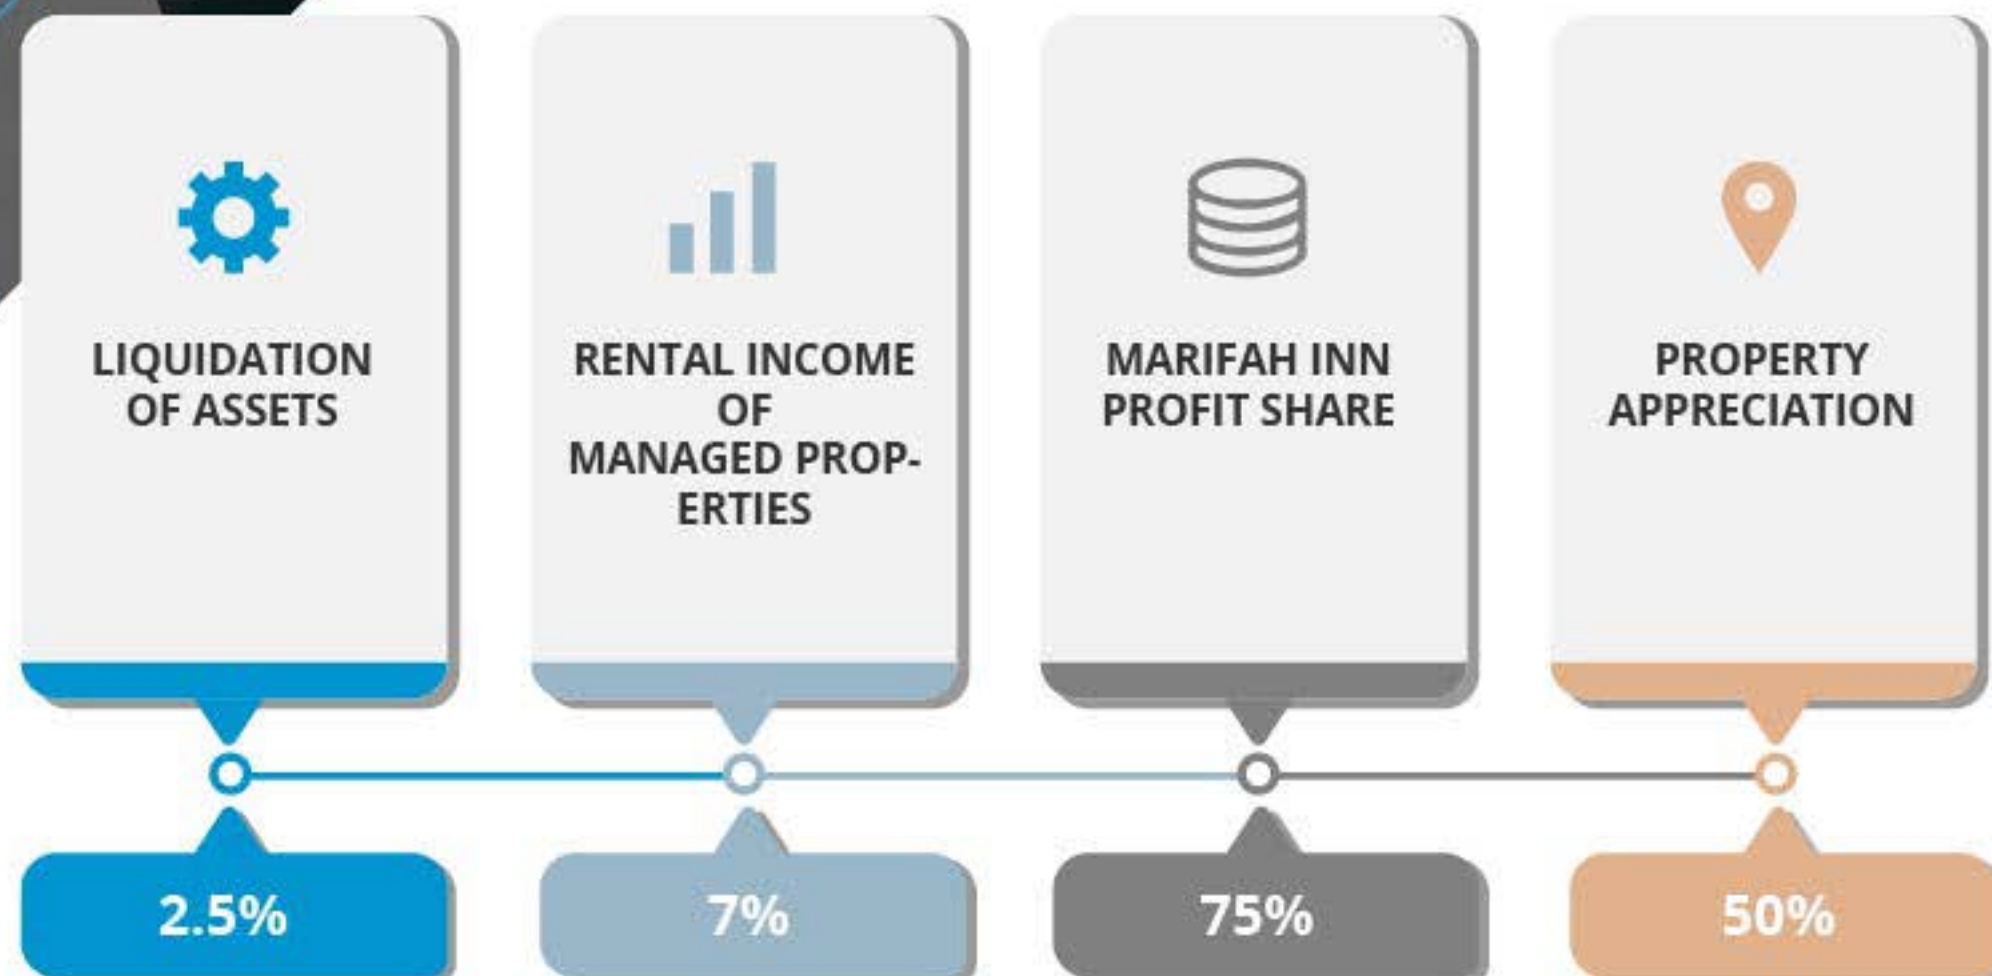 LIQUIDATION
OF ASSETS
2.5%
RENTAL INCOME
OF
MANAGED PROP-
ERTIES
7%
MARIFAH INN
PROFIT SHARE
75%
PROPERTY
APPRECIATION
50%